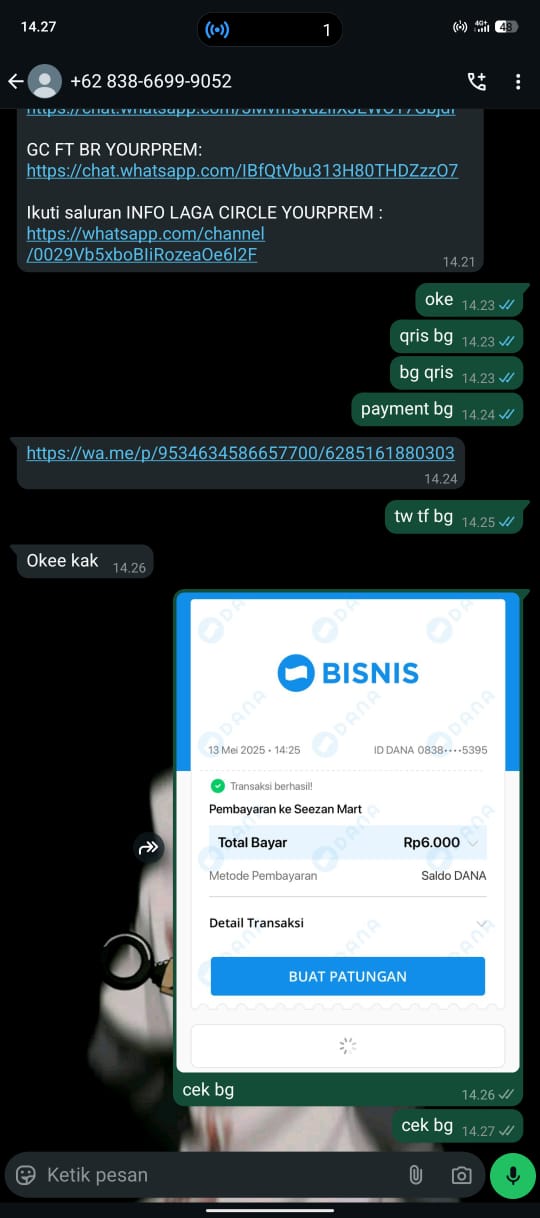 14.27
1
4G+
48
+62 838-6699-9052
GC FT BR YOURPREM:
https://chat.whatsapp.com/IBfQtVbu313H80THDZzzO7
Ikuti saluran INFO LAGA CIRCLE YOURPREM :
https://whatsapp.com/channel
/0029Vb5xboBIiRozeaOe6l2F
14.21
oke 14.23
qris bg 14.23
bg qris 14.23
payment bg 14.24
https://wa.me/p/9534634586657700/6285161880303
14.24
tw tf bg 14.25
Okee kak 14.26
BISNIS
13 Mei 2025 • 14:25 ID DANA 0838••••5395
Transaksi berhasil!
Pembayaran ke Seezan Mart
Total Bayar Rp6.000
Metode Pembayaran Saldo DANA
Detail Transaksi
BUAT PATUNGAN
DANA
cek bg 14.26
cek bg 14.27
Ketik pesan